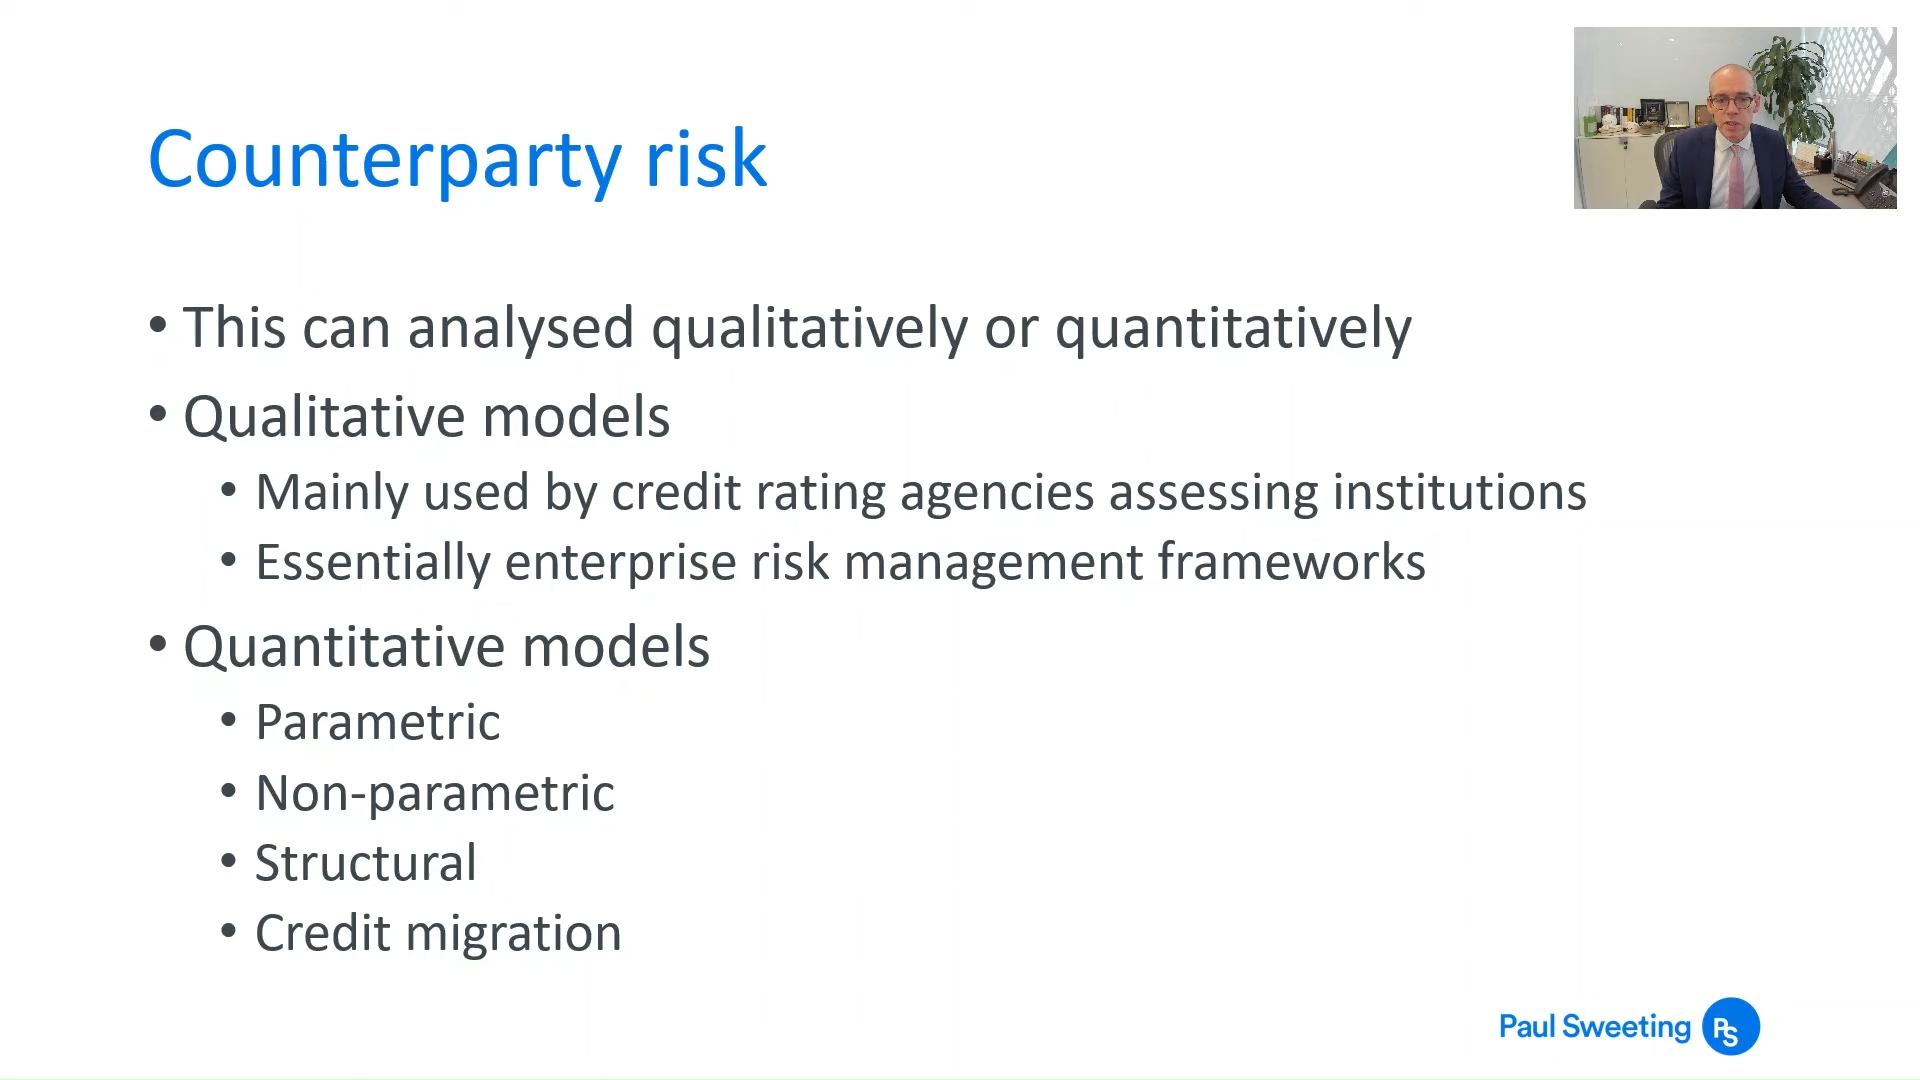 Counterparty risk
• This can analysed qualitatively or quantitatively
• Qualitative models
• Mainly used by credit rating agencies assessing institutions
• Essentially enterprise risk management frameworks
• Quantitative models
• Parametric
• Non-parametric
• Structural
• Credit migration
Paul Sweeting PS